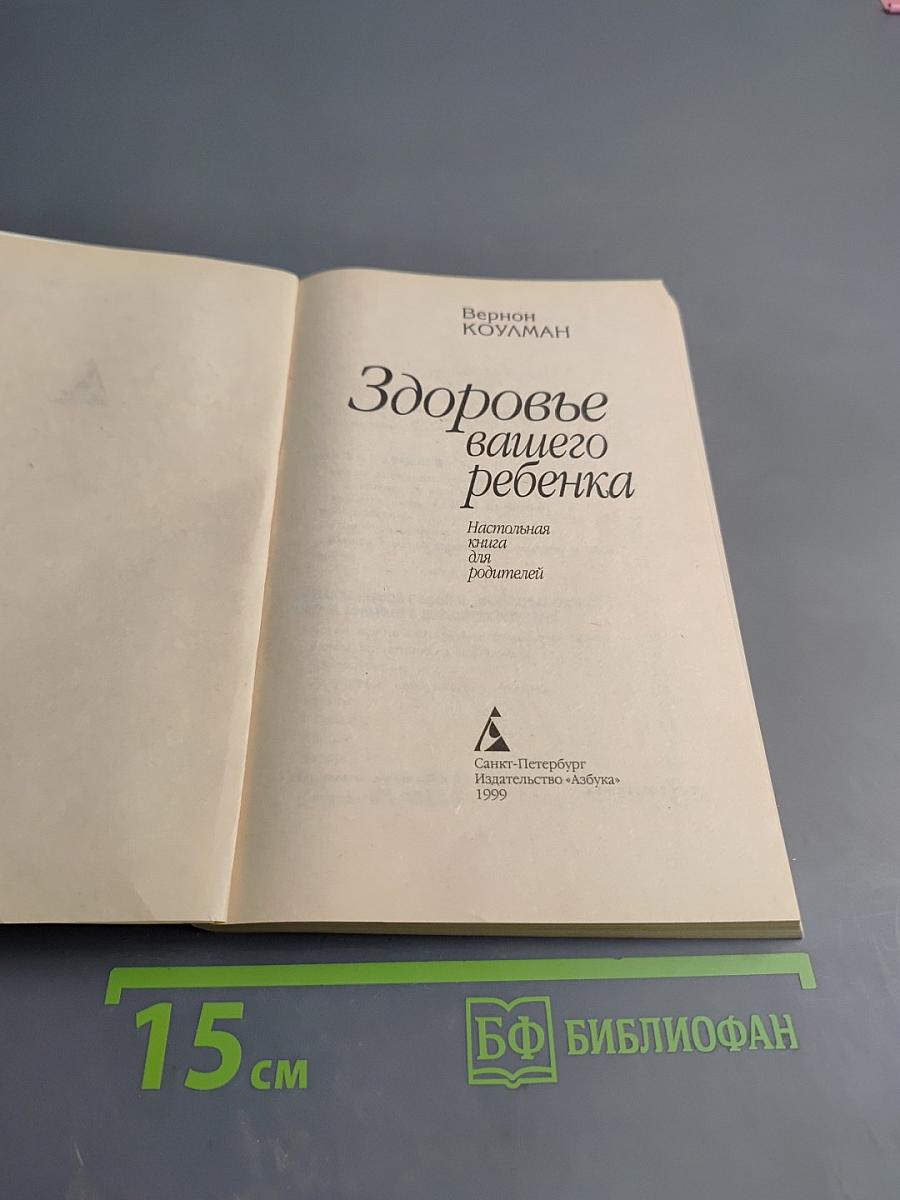 Вернон
КОУЛМАН
Здоровье
вашего
ребенка
Настольная
книга
для
родителей
Санкт-Петербург
Издательство «Азбука»
1999
15 см
БФ БИБЛИОФАН